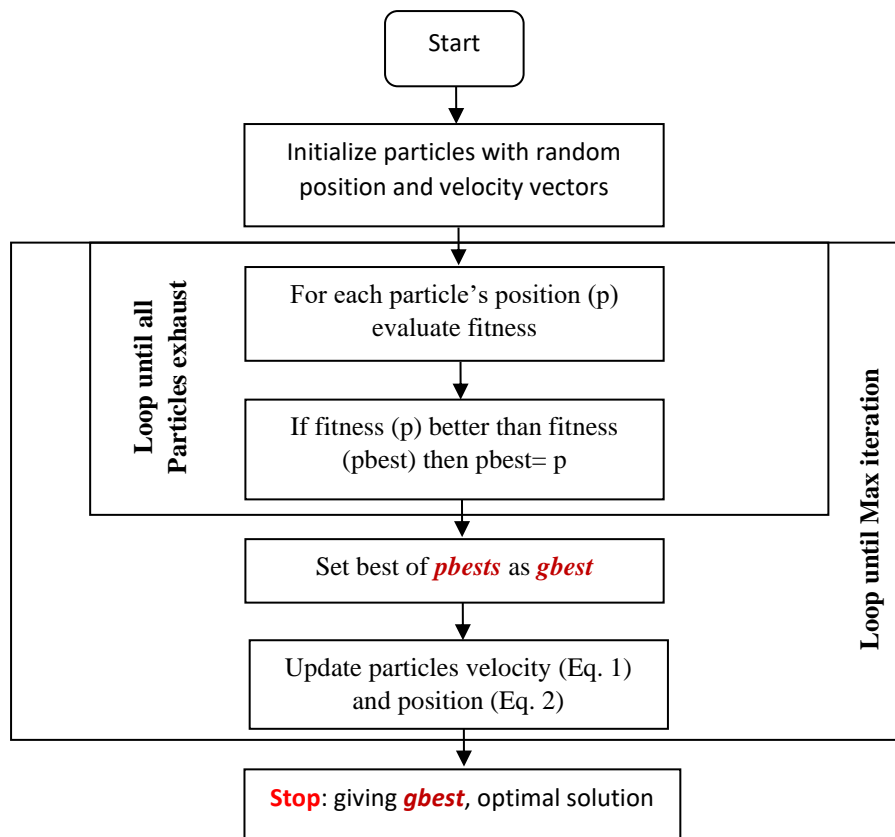 Start
Initialize particles with random
position and velocity vectors
Loop until all
Particles exhaust
For each particle’s position (p)
evaluate fitness
If fitness (p) better than fitness
(pbest) then pbest= p
Loop until Max iteration
Set best of pbests as gbest
Update particles velocity (Eq. 1)
and position (Eq. 2)
Stop: giving gbest, optimal solution